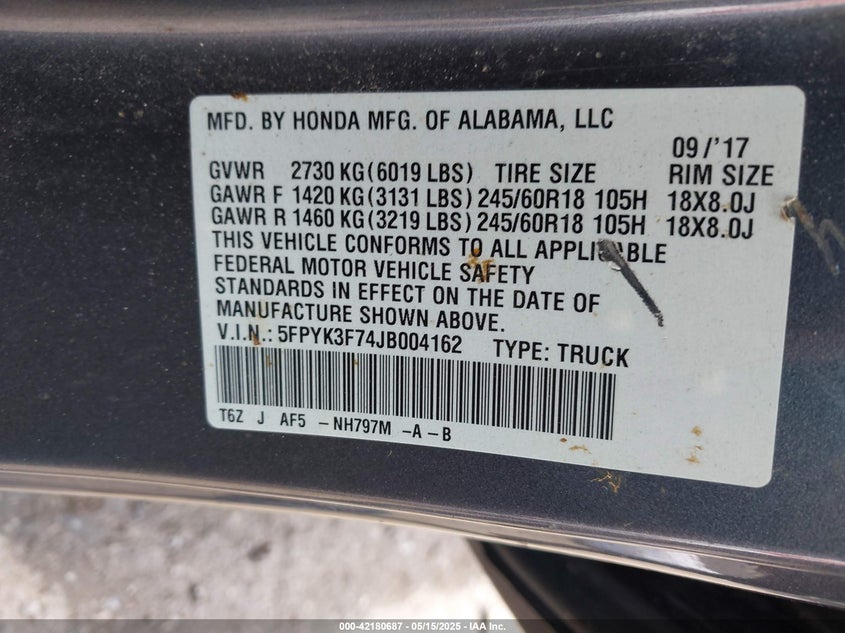 MFD. BY HONDA MFG. OF ALABAMA, LLC
09/'17
GVWR 2730 KG(6019 LBS) TIRE SIZE RIM SIZE
GAWR F 1420 KG(3131 LBS) 245/60R18 105H 18X8.0J
GAWR R 1460 KG(3219 LBS) 245/60R18 105H 18X8.0J
THIS VEHICLE CONFORMS TO ALL APPLICABLE
FEDERAL MOTOR VEHICLE SAFETY
STANDARDS IN EFFECT ON THE DATE OF
MANUFACTURE SHOWN ABOVE.
V.I.N.: 5FPYK3F74JB004162 TYPE: TRUCK
T6Z J AF5 -NH797M -A-B
000-42180687 - 05/15/2025 - IAA Inc.